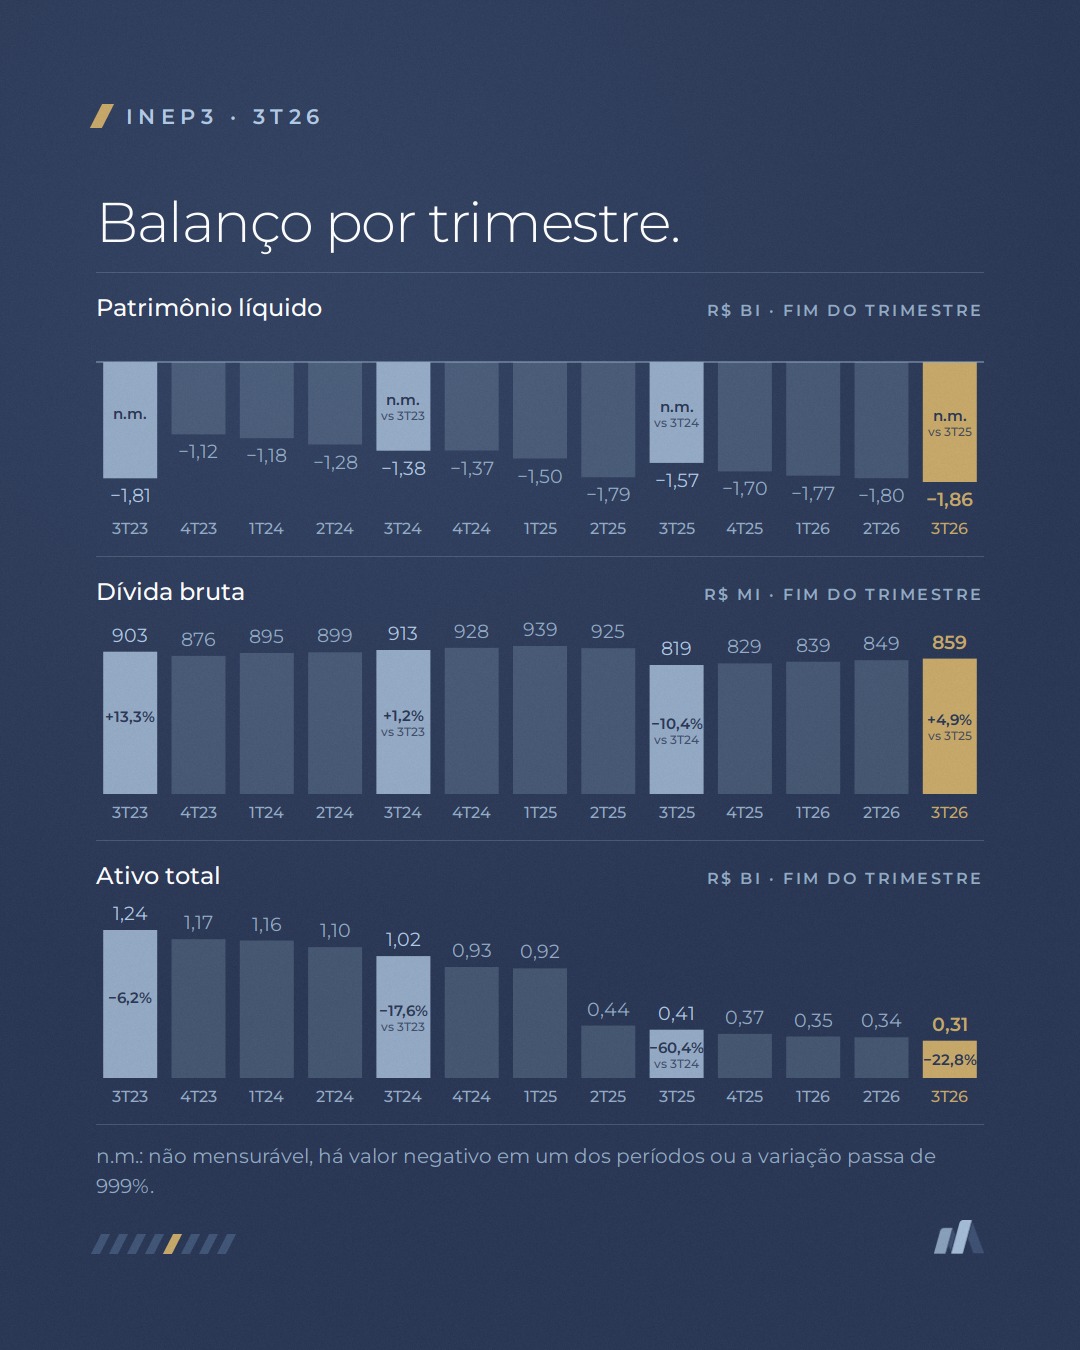 INEP3 · 3T26
Balanço por trimestre.
Patrimônio líquido
R$ BI · FIM DO TRIMESTRE
n.m.
n.m.
vs 3T23
n.m.
vs 3T24
n.m.
vs 3T25
−1,81 −1,12 −1,18 −1,28 −1,38 −1,37 −1,50 −1,79 −1,57 −1,70 −1,77 −1,80 −1,86
3T23 4T23 1T24 2T24 3T24 4T24 1T25 2T25 3T25 4T25 1T26 2T26 3T26
Dívida bruta
R$ MI · FIM DO TRIMESTRE
903 876 895 899 913 928 939 925 819 829 839 849 859
+13,3%
+1,2%
vs 3T23
−10,4%
vs 3T24
+4,9%
vs 3T25
3T23 4T23 1T24 2T24 3T24 4T24 1T25 2T25 3T25 4T25 1T26 2T26 3T26
Ativo total
R$ BI · FIM DO TRIMESTRE
1,24 1,17 1,16 1,10 1,02 0,93 0,92 0,44 0,41 0,37 0,35 0,34 0,31
−6,2%
−17,6%
vs 3T23
−60,4%
vs 3T24
−22,8%
3T23 4T23 1T24 2T24 3T24 4T24 1T25 2T25 3T25 4T25 1T26 2T26 3T26
n.m.: não mensurável, há valor negativo em um dos períodos ou a variação passa de
999%.